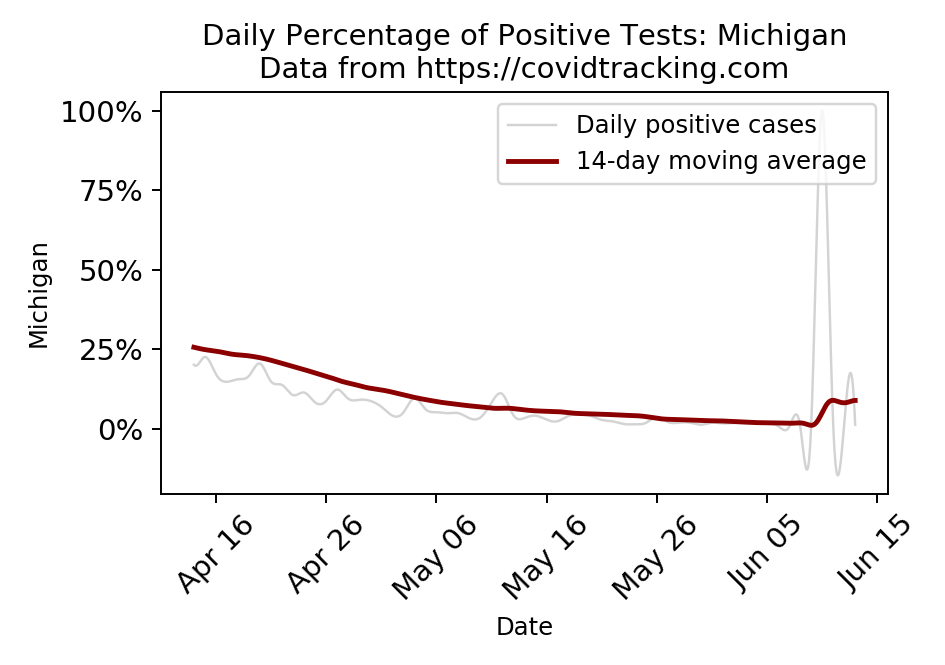 Daily Percentage of Positive Tests: Michigan
Data from https://covidtracking.com
100%
75%
50%
25%
0%
Michigan
Daily positive cases
14-day moving average
Apr 16
Apr 26
May 06
May 16
May 26
Jun 05
Jun 15
Date